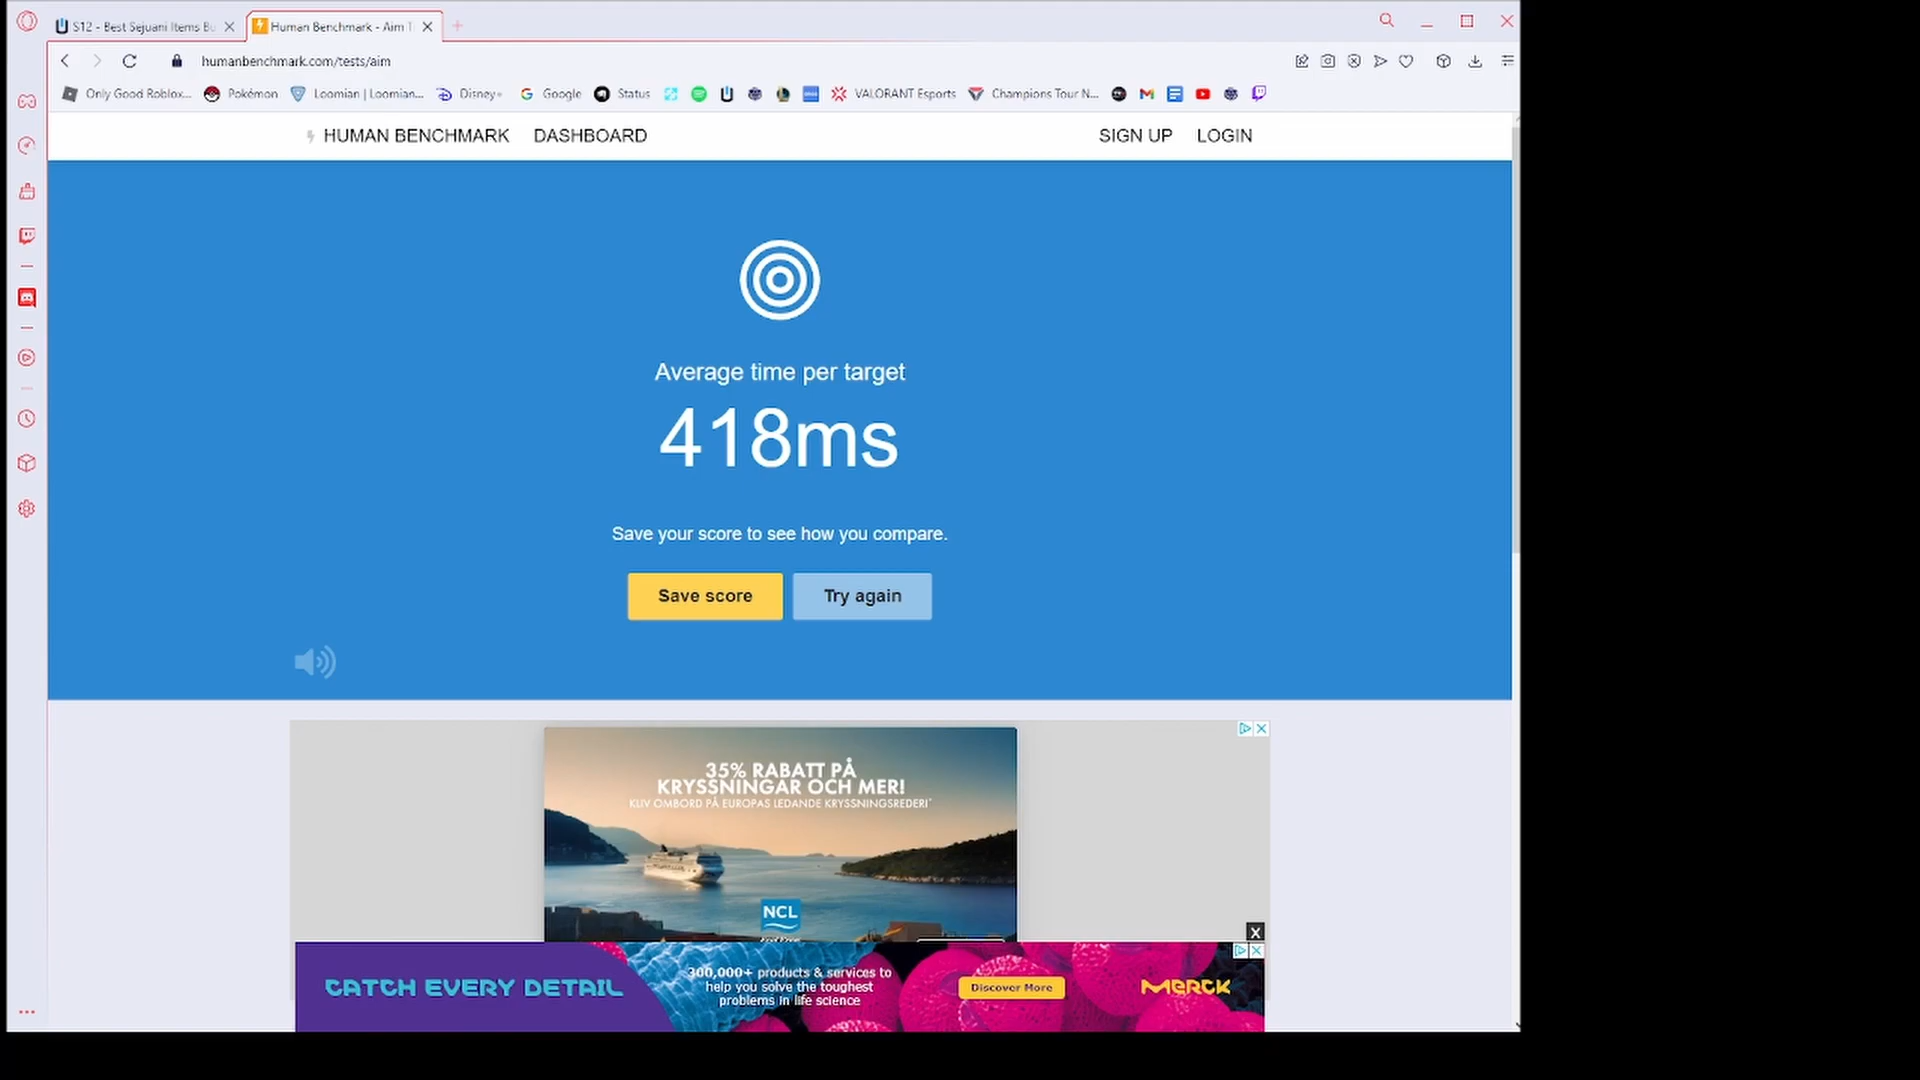 S12 - Best Sejuani Items Bu
Human Benchmark - Aim T
humanbenchmark.com/tests/aim
Only Good Roblox...
Pokémon
Loomian | Loomian...
Disney+
Google
Status
VALORANT Esports
Champions Tour N...
HUMAN BENCHMARK
DASHBOARD
SIGN UP
LOGIN
Average time per target
418ms
Save your score to see how you compare.
Save score
Try again
35% RABATT PÅ
KRYSSNINGAR OCH MER!
KLIV OMBORD PÅ EUROPAS LEDANDE KRYSSNINGSREDERI*
NCL
X
CATCH EVERY DETAIL
300,000+ products & services to
help you solve the toughest
problems in life science
Discover More
MERCK